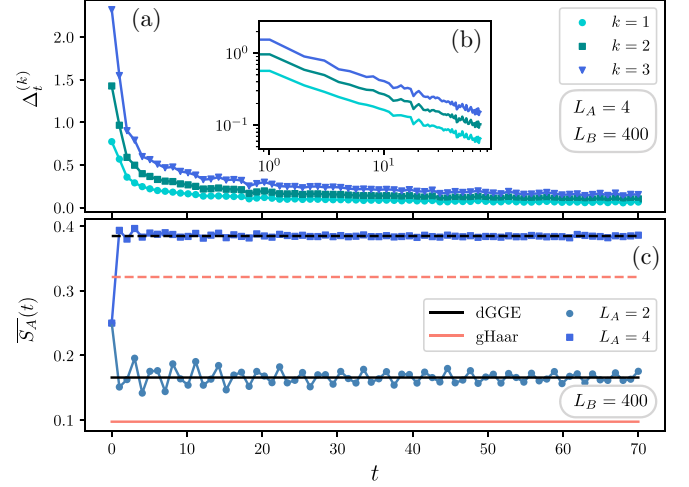 (a)
(b)
k = 1
k = 2
k = 3
L_A = 4
L_B = 400
Δ_t^{(k)}
2.0
1.5
1.0
0.5
0.0
10^0
10^{-1}
10^0
10^1
(c)
\overline{S_A}(t)
0.4
0.3
0.2
0.1
dGGE
gHaar
L_A = 2
L_A = 4
L_B = 400
0
10
20
30
40
50
60
70
t